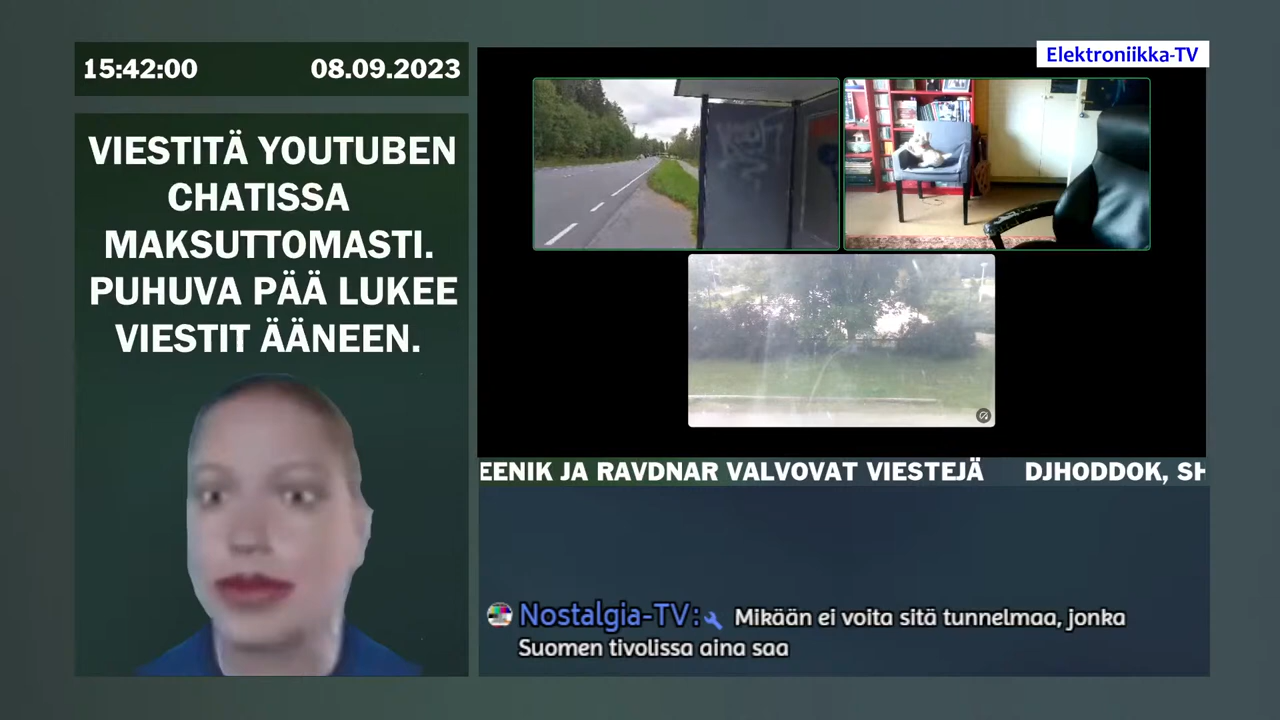 15:42:00 08.09.2023
Elektroniikka-TV
VIESTITÄ YOUTUBEN
CHATISSA
MAKSUTTOMASTI.
PUHUVA PÄÄ LUKEE
VIESTIT ÄÄNEEN.
EENIK JA RAVDNAR VALVOVAT VIESTEJÄ DJHODDOK, SH
Nostalgia-TV: Mikään ei voita sitä tunnelmaa, jonka
Suomen tivolissa aina saa